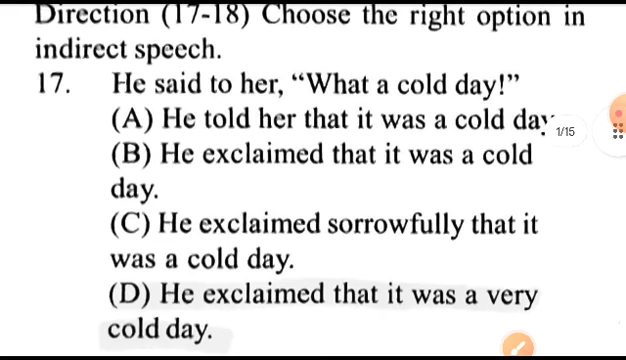 Direction (17-18) Choose the right option in
indirect speech.
17. He said to her, “What a cold day!”
(A) He told her that it was a cold day.
1/15
(B) He exclaimed that it was a cold
day.
(C) He exclaimed sorrowfully that it
was a cold day.
(D) He exclaimed that it was a very
cold day.